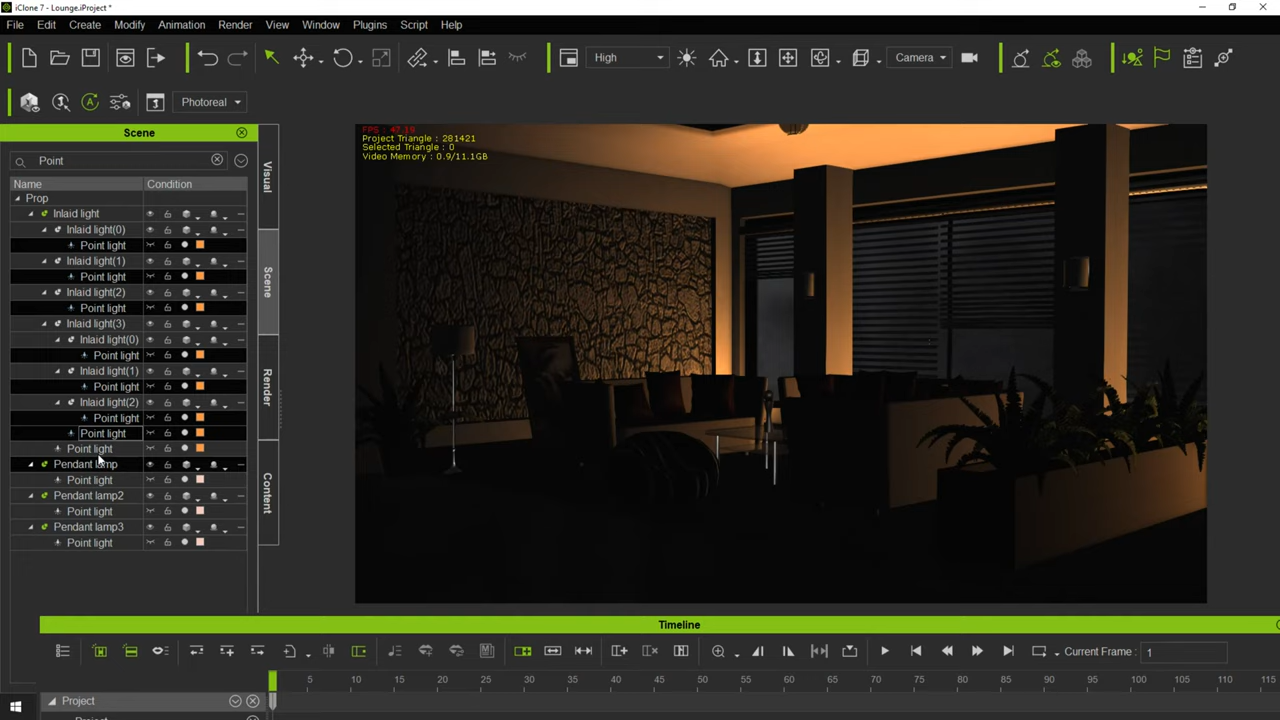 iClone 7 - Lounge.iProject *
File Edit Create Modify Animation Render View Window Plugins Script Help
High
Camera
Photoreal
Scene
Point
Name Condition
Prop
Inlaid light
Inlaid light(0)
Point light
Inlaid light(1)
Point light
Inlaid light(2)
Point light
Inlaid light(3)
Inlaid light(0)
Point light
Inlaid light(1)
Point light
Inlaid light(2)
Point light
Point light
Point light
Pendant lamp
Point light
Pendant lamp2
Point light
Pendant lamp3
Point light
Visual
Scene
Render
Content
FPS : 47.19
Project Triangle : 281421
Selected Triangle : 0
Video Memory : 0.9/11.1GB
Timeline
Current Frame : 1
5 10 15 20 25 30 35 40 45 50 55 60 65 70 75 80 85 90 95 100 105 110 115
Project
Project